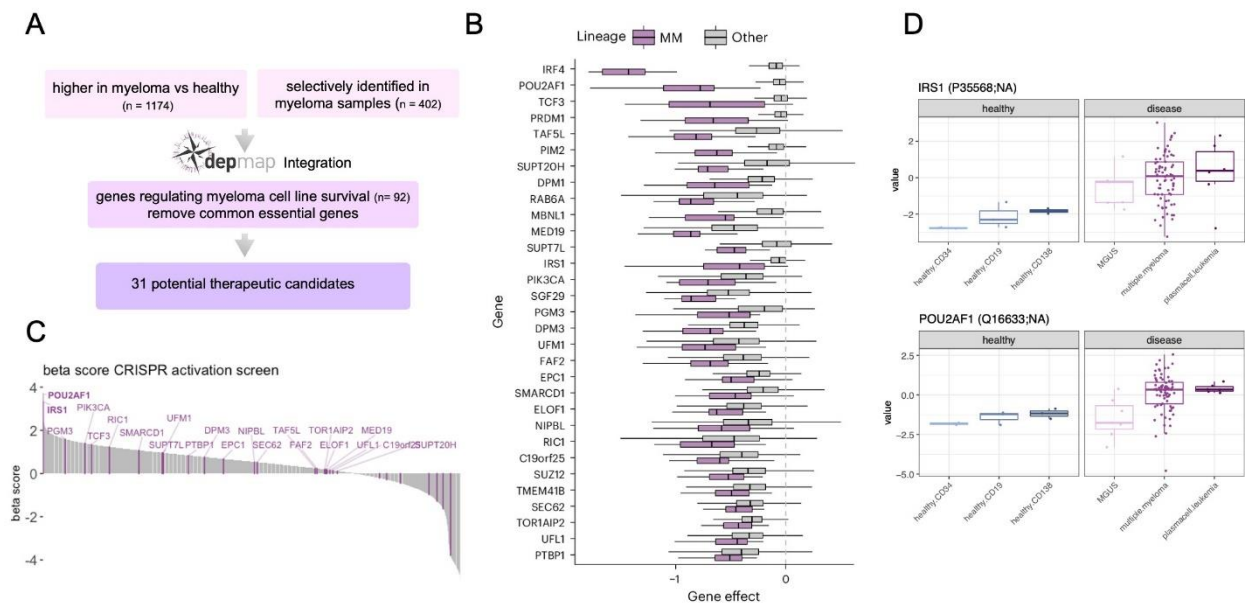 A
higher in myeloma vs healthy
(n = 1174)
selectively identified in
myeloma samples (n = 402)
depmap Integration
genes regulating myeloma cell line survival (n= 92)
remove common essential genes
31 potential therapeutic candidates
B
Lineage MM Other
IRF4
POU2AF1
TCF3
PRDM1
TAF5L
PIM2
SUPT20H
DPM1
RAB6A
MBNL1
MED19
SUPT7L
IRS1
PIK3CA
SGF29
PGM3
DPM3
UFM1
FAF2
EPC1
SMARCD1
ELOF1
NIPBL
RIC1
C19orf25
SUZ12
TMEM41B
SEC62
TOR1AIP2
UFL1
PTBP1
Gene
-1 0
Gene effect
C
beta score CRISPR activation screen
4
2
0
-2
-4
beta score
POU2AF1
IRS1
PIK3CA
PGM3
TCF3
RIC1
SMARCD1
UFM1
SUPT7L
PTBP1
DPM3
EPC1
NIPBL
SEC62
TAF5L
FAF2
TOR1AIP2
ELOF1
MED19
UFL1
C19orf25
SUPT20H
D
IRS1 (P35568;NA)
healthy disease
value
2
0
-2
healthy.CD34
healthy.CD19
healthy.CD138
MGUS
multiple.myeloma
plasmacell.leukemia
POU2AF1 (Q16633;NA)
healthy disease
value
2.5
0.0
-2.5
-5.0
healthy.CD34
healthy.CD19
healthy.CD138
MGUS
multiple.myeloma
plasmacell.leukemia